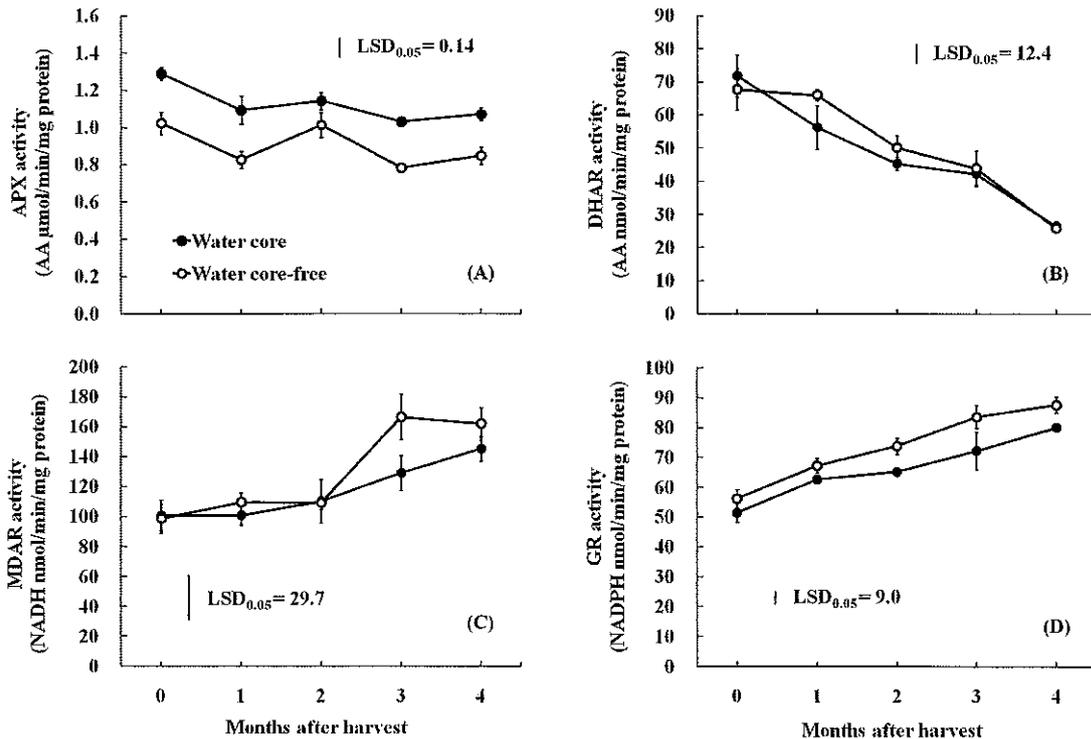 APX activity
(AA μmol/min/mg protein)
1.6
1.4
1.2
1.0
0.8
0.6
0.4
0.2
0.0
LSD0.05= 0.14
Water core
Water core-free
(A)
DHAR activity
(AA nmol/min/mg protein)
90
80
70
60
50
40
30
20
10
0
LSD0.05= 12.4
(B)
MDAR activity
(NADH nmol/min/mg protein)
200
180
160
140
120
100
80
60
40
20
0
LSD0.05= 29.7
(C)
0 1 2 3 4
Months after harvest
GR activity
(NADPH nmol/min/mg protein)
100
90
80
70
60
50
40
30
20
10
0
LSD0.05= 9.0
(D)
0 1 2 3 4
Months after harvest